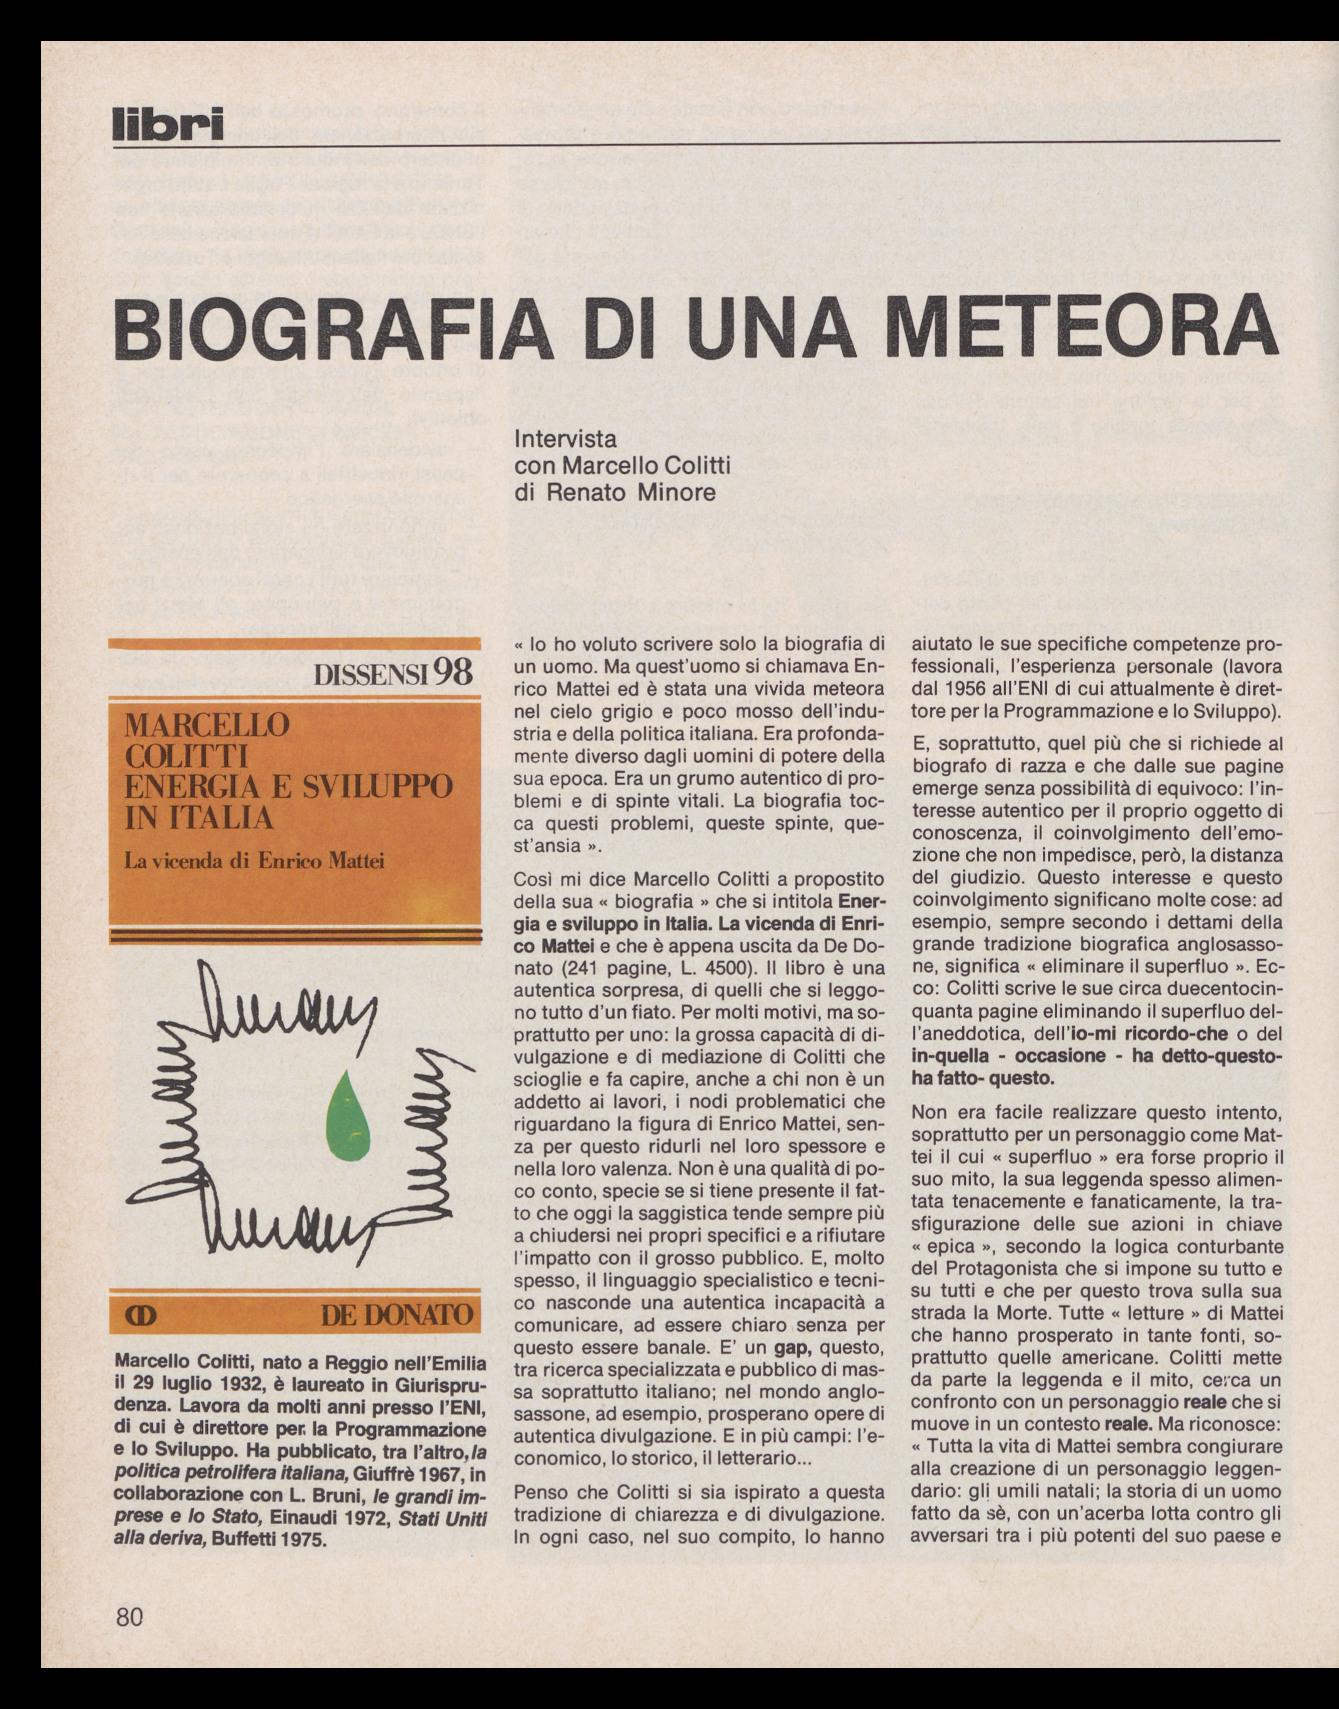 libri
BIOGRAFIA DI UNA METEORA
Intervista
con Marcello Colitti
di Renato Minore
DISSENSI 98
MARCELLO
COLITTI
ENERGIA E SVILUPPO
IN ITALIA
La vicenda di Enrico Mattei
DE DONATO
Marcello Colitti, nato a Reggio nell'Emilia
il 29 luglio 1932, è laureato in Giurispru-
denza. Lavora da molti anni presso l'ENI,
di cui è direttore per la Programmazione
e lo Sviluppo. Ha pubblicato, tra l'altro, la
politica petrolifera italiana, Giuffrè 1967, in
collaborazione con L. Bruni, le grandi im-
prese e lo Stato, Einaudi 1972, Stati Uniti
alla deriva, Buffetti 1975.
« Io ho voluto scrivere solo la biografia di
un uomo. Ma quest'uomo si chiamava En-
rico Mattei ed è stata una vivida meteora
nel cielo grigio e poco mosso dell'indu-
stria e della politica italiana. Era profonda-
mente diverso dagli uomini di potere della
sua epoca. Era un grumo autentico di pro-
blemi e di spinte vitali. La biografia toc-
ca questi problemi, queste spinte, que-
st'ansia ».
Così mi dice Marcello Colitti a propostito
della sua « biografia » che si intitola Ener-
gia e sviluppo in Italia. La vicenda di Enri-
co Mattei e che è appena uscita da De Do-
nato (241 pagine, L. 4500). Il libro è una
autentica sorpresa, di quelli che si leggo-
no tutto d'un fiato. Per molti motivi, ma so-
prattutto per uno: la grossa capacità di di-
vulgazione e di mediazione di Colitti che
scioglie e fa capire, anche a chi non è un
addetto ai lavori, i nodi problematici che
riguardano la figura di Enrico Mattei, sen-
za per questo ridurli nel loro spessore e
nella loro valenza. Non è una qualità di po-
co conto, specie se si tiene presente il fat-
to che oggi la saggistica tende sempre più
a chiudersi nei propri specifici e a rifiutare
l'impatto con il grosso pubblico. E, molto
spesso, il linguaggio specialistico e tecni-
co nasconde una autentica incapacità a
comunicare, ad essere chiaro senza per
questo essere banale. E' un gap, questo,
tra ricerca specializzata e pubblico di mas-
sa soprattutto italiano; nel mondo anglo-
sassone, ad esempio, prosperano opere di
autentica divulgazione. E in più campi: l'e-
conomico, lo storico, il letterario...
Penso che Colitti si sia ispirato a questa
tradizione di chiarezza e di divulgazione.
In ogni caso, nel suo compito, lo hanno
aiutato le sue specifiche competenze pro-
fessionali, l'esperienza personale (lavora
dal 1956 all'ENI di cui attualmente è diret-
tore per la Programmazione e lo Sviluppo).
E, soprattutto, quel più che si richiede al
biografo di razza e che dalle sue pagine
emerge senza possibilità di equivoco: l'in-
teresse autentico per il proprio oggetto di
conoscenza, il coinvolgimento dell'emo-
zione che non impedisce, però, la distanza
del giudizio. Questo interesse e questo
coinvolgimento significano molte cose: ad
esempio, sempre secondo i dettami della
grande tradizione biografica anglosasso-
ne, significa « eliminare il superfluo ». Ec-
co: Colitti scrive le sue circa duecentocin-
quanta pagine eliminando il superfluo del-
l'aneddotica, dell'io-mi ricordo-che o del
in-quella - occasione - ha detto-questo-
ha fatto- questo.
Non era facile realizzare questo intento,
soprattutto per un personaggio come Mat-
tei il cui « superfluo » era forse proprio il
suo mito, la sua leggenda spesso alimen-
tata tenacemente e fanaticamente, la tra-
sfigurazione delle sue azioni in chiave
« epica », secondo la logica conturbante
del Protagonista che si impone su tutto e
su tutti e che per questo trova sulla sua
strada la Morte. Tutte « letture » di Mattei
che hanno prosperato in tante fonti, so-
prattutto quelle americane. Colitti mette
da parte la leggenda e il mito, cerca un
confronto con un personaggio reale che si
muove in un contesto reale. Ma riconosce:
« Tutta la vita di Mattei sembra congiurare
alla creazione di un personaggio leggen-
dario: gli umili natali; la storia di un uomo
fatto da sè, con un'acerba lotta contro gli
avversari tra i più potenti del suo paese e
80